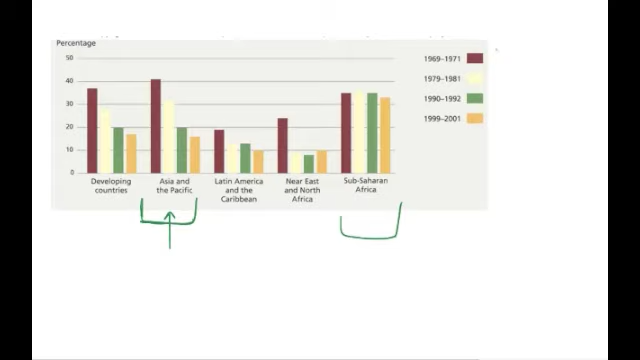 Percentage
50
40
30
20
10
0
Developing
countries
Asia and
the Pacific
Latin America
and the
Caribbean
Near East
and North
Africa
Sub-Saharan
Africa
1969–1971
1979–1981
1990–1992
1999–2001